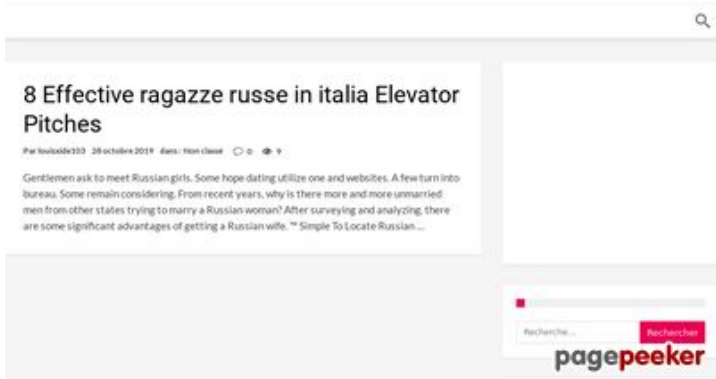 8 Effective ragazze russe in italia Elevator
Pitches
Par louisxide103 28 octobre 2019 dans : Non classé 0 9
Gentlemen ask to meet Russian girls. Some hope dating utilize one and websites. A few turn into
bureau. Some remain considering. From recent years, why is there more and more unmarried
men from other states trying to marry a Russian woman? After surveying and analyzing, there
are some significant advantages of getting a Russian wife. "" Simple To Locate Russian ...
Recherche...
Rechercher
pagepeeker